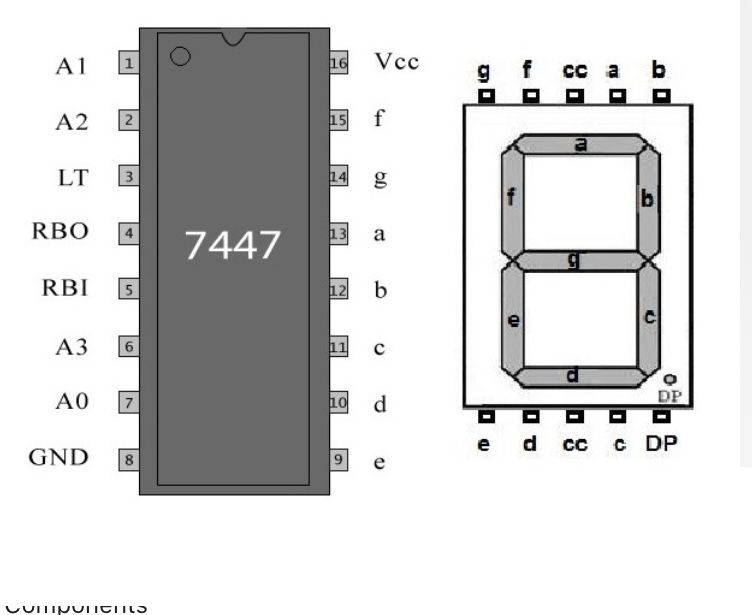 A1 1 16 Vcc
A2 2 15 f
LT 3 14 g
RBO 4 13 a
7447
RBI 5 12 b
A3 6 11 c
A0 7 10 d
GND 8 9 e
g f cc a b
a
f b
g
e c
d
DP
e d cc c DP
Components